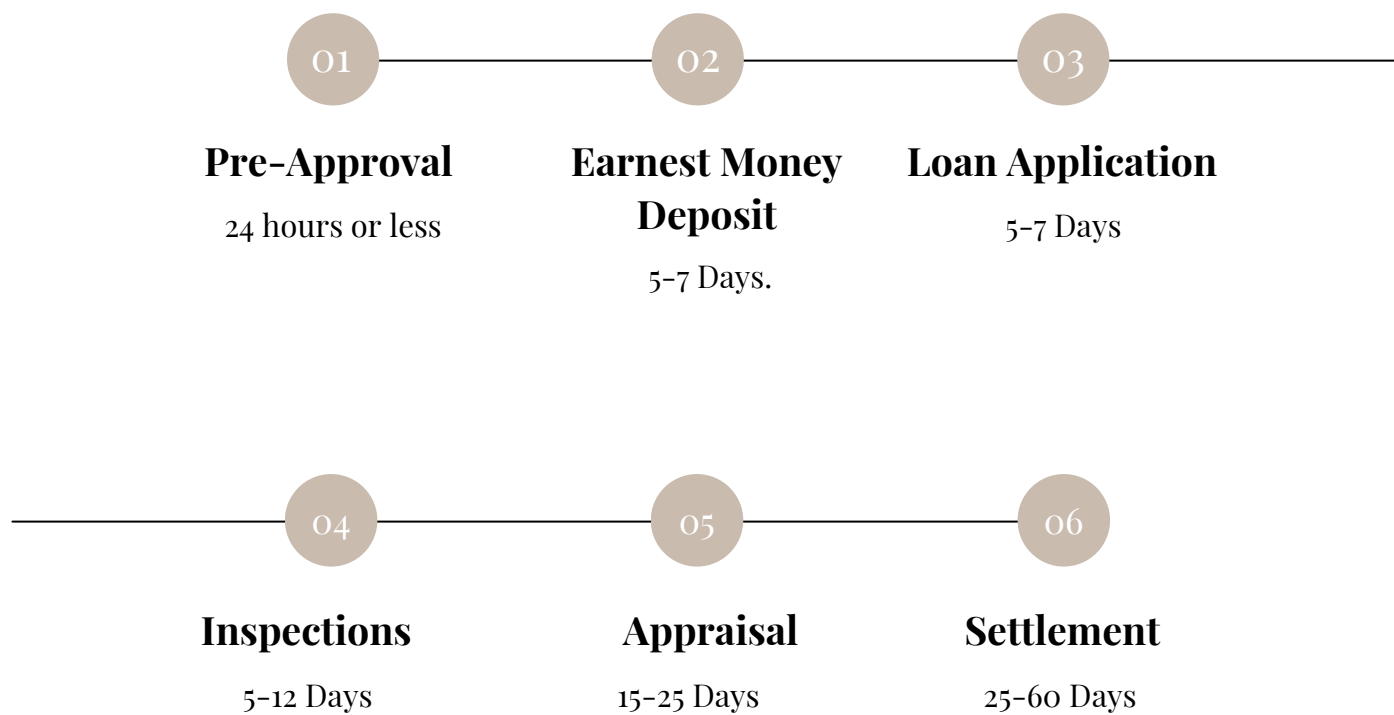 01
02
03
Pre-Approval
24 hours or less
Earnest Money
Deposit
5-7 Days.
Loan Application
5-7 Days
04
05
06
Inspections
5-12 Days
Appraisal
15-25 Days
Settlement
25-60 Days